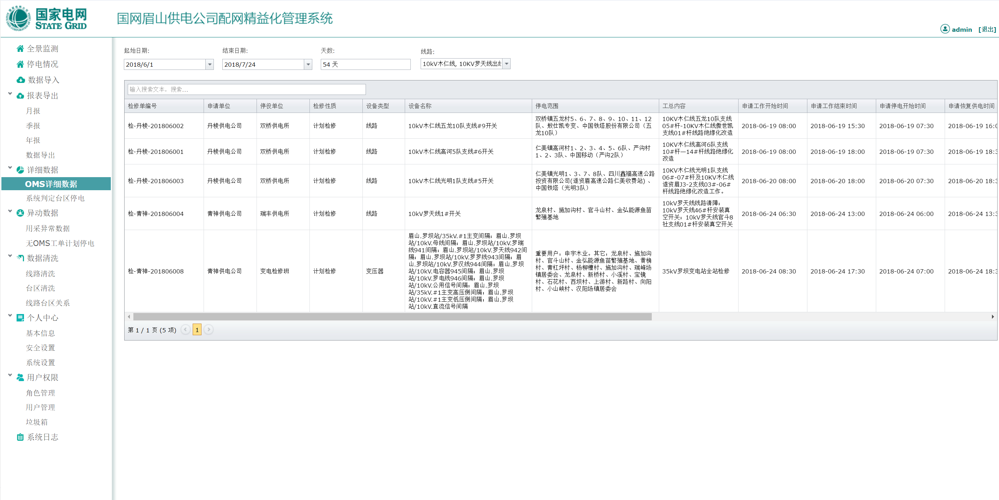 国家电网
STATE GRID
国网眉山供电公司配网精益化管理系统
admin [退出]
全景监测
停电情况
数据导入
报表导出
月报
季报
年报
数据导出
详细数据
OMS详细数据
系统判定台区停电
异动数据
用采异常数据
无OMS工单计划停电
数据清洗
线路清洗
台区清洗
线路台区关系
个人中心
基本信息
安全设置
系统设置
用户权限
角色管理
用户管理
垃圾箱
系统日志
起始日期: 结束日期: 天数: 线路:
2018/6/1 2018/7/24 54 天 10kV木仁线, 10KV罗天线出
输入搜索文本，搜索...
检修单编号 申请单位 停役单位 检修性质 设备类型 设备名称 停电范围 工总内容 申请工作开始时间 申请工作结束时间 申请停电开始时间 申请恢复供电时间
检-丹棱-201806002 丹棱供电公司 双桥供电所 计划检修 线路 10kV木仁线五龙10队支线#9开关
双桥镇五龙村5、6、7、8、9、10、11、12
队、敖仕凯专变、中国铁塔股份有限公司（五
龙10队）
10KV木仁线五龙10队支线
05#杆-10KV木仁线傲世凯
支线01#杆线路绝缘化改造
2018-06-19 08:00 2018-06-19 15:30 2018-06-19 07:30 2018-06-19 16:0
检-丹棱-201806001 丹棱供电公司 双桥供电所 计划检修 线路 10kV木仁线高河5队支线#6开关
仁美镇高河村1、2、3、4、5、6队、严沟村
1、2、3队、中国移动（严沟2队）
10KV木仁线高河6队支线
10#杆—14#杆线路绝缘化
改造
2018-06-19 08:00 2018-06-19 18:00 2018-06-19 07:30 2018-06-19 18:3
检-丹棱-201806003 丹棱供电公司 双桥供电所 计划检修 线路 10kV木仁线光明1队支线#5开关
仁美镇光明1、3、7、8队、四川鑫福高速公路
投资有限公司(遂资眉高速公路仁美收费站) 、
中国铁塔（光明3队）
10KV木仁线光明1队支线
06#-07#杆及10KV木仁线
遂资眉J3-2支线03#-06#
杆线路绝缘化改造工作。
2018-06-20 08:00 2018-06-20 18:00 2018-06-20 07:30 2018-06-20 18:3
检-青神-201806004 青神供电公司 瑞丰供电所 计划检修 线路 10kV罗天线1#开关
龙泉村、施加沟村、官斗山村、金弘能源鱼苗
繁殖基地
10kV罗天线线路清障；
10kV罗天线46#杆安装真
空开关；10kV罗天线官斗8
社支线01#杆安装真空开关
2018-06-24 06:30 2018-06-24 13:00 2018-06-24 06:00 2018-06-24 13:3
检-青神-201806008 青神供电公司 变电检修班 计划检修 变压器
眉山.罗坝站/35kV.#1主变间隔；眉山.罗坝
站/10kV.母线间隔；眉山.罗坝站/10kV.罗瑞
线941间隔；眉山.罗坝站/10kV.罗天线942间
隔；眉山.罗坝站/10kV.罗罗线943间隔；眉
山.罗坝站/10kV.罗汉线944间隔；眉山.罗坝
站/10kV.电容器945间隔；眉山.罗坝
站/10kV.罗电线946间隔；眉山.罗坝
站/10kV.公用信号间隔；眉山.罗坝
站/35kV.#1主变高压侧间隔；眉山.罗坝
站/10kV.#1主变低压侧间隔；眉山.罗坝
站/10kV.直流信号间隔
重要用户：申宇木业。其它：龙泉村、施加沟
村、官斗山村、金弘能源鱼苗繁殖基地、黄桷
村、青杠坪村、杨柳槽村、施加沟村、瑞峰场
镇居委会、龙泉村、新桥村、小溪村、宝镜
村、石花村、西坝村、上游村、新路村、向阳
村、小山峡村、汉阳场镇居委会
35kV罗坝变电站全站检修
2018-06-24 08:30 2018-06-24 17:30 2018-06-24 07:00 2018-06-24 18:3
第 1 / 1 页 (5 项) 1